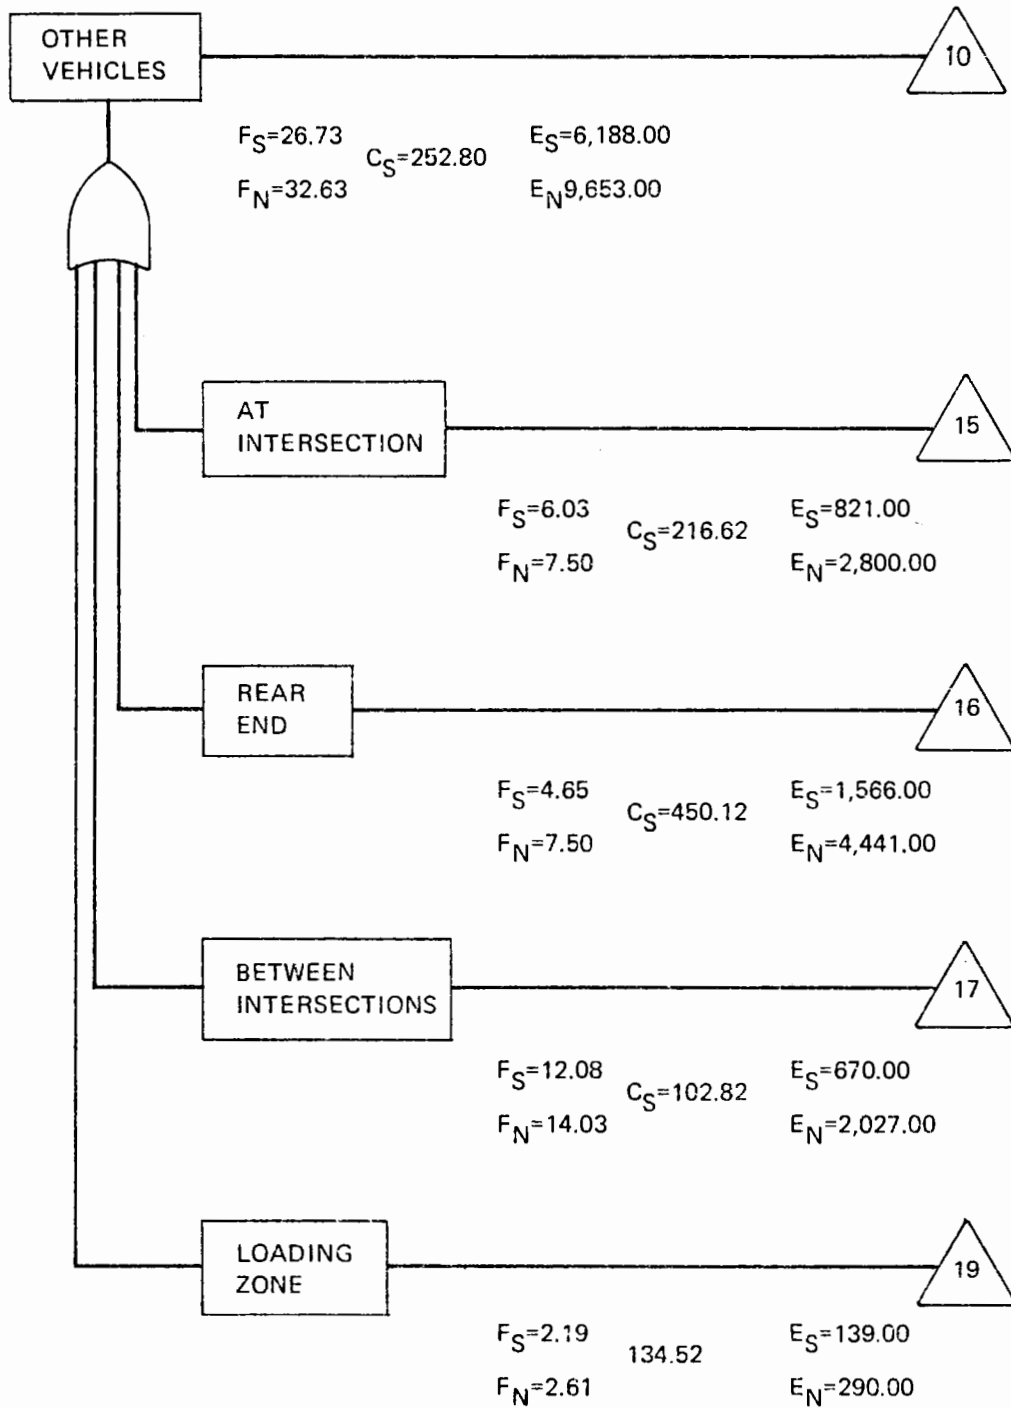 OTHER
VEHICLES
10
F_S=26.73
C_S=252.80
E_S=6,188.00
F_N=32.63
E_N9,653.00
AT
INTERSECTION
15
F_S=6.03
C_S=216.62
E_S=821.00
F_N=7.50
E_N=2,800.00
REAR
END
16
F_S=4.65
C_S=450.12
E_S=1,566.00
F_N=7.50
E_N=4,441.00
BETWEEN
INTERSECTIONS
17
F_S=12.08
C_S=102.82
E_S=670.00
F_N=14.03
E_N=2,027.00
LOADING
ZONE
19
F_S=2.19
134.52
E_S=139.00
F_N=2.61
E_N=290.00